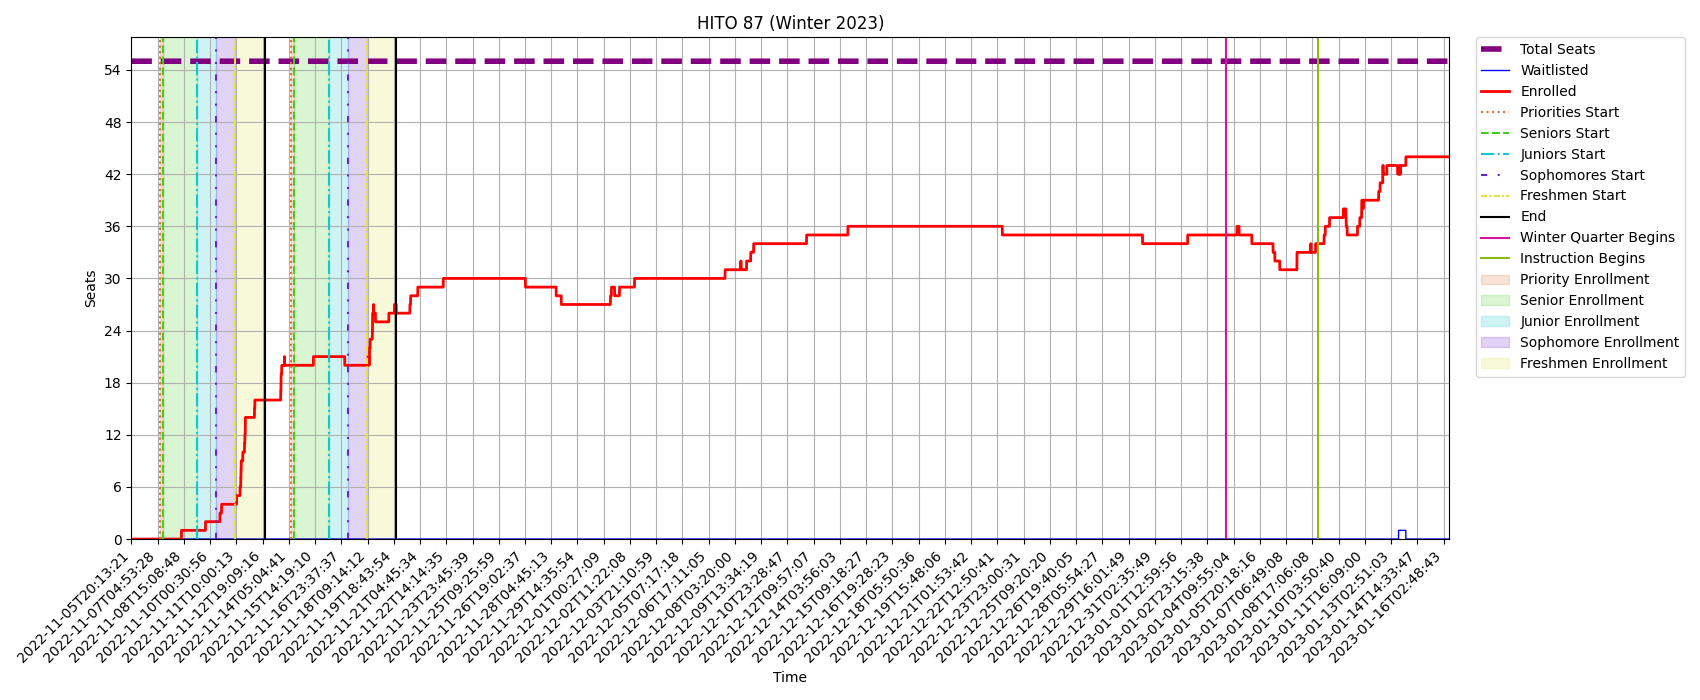 HITO 87 (Winter 2023)
Seats
54
48
42
36
30
24
18
12
6
0
2022-11-05T20:13:21
2022-11-07T04:53:28
2022-11-08T15:08:48
2022-11-10T00:30:56
2022-11-11T10:00:13
2022-11-12T19:09:16
2022-11-14T05:04:41
2022-11-15T14:19:10
2022-11-16T23:37:37
2022-11-18T09:14:12
2022-11-19T18:43:54
2022-11-21T04:45:34
2022-11-22T14:14:35
2022-11-23T23:45:39
2022-11-25T09:25:59
2022-11-26T19:02:37
2022-11-28T04:45:13
2022-11-29T14:35:54
2022-12-01T00:27:09
2022-12-02T11:22:08
2022-12-03T21:10:59
2022-12-05T07:17:18
2022-12-06T17:11:05
2022-12-08T03:20:00
2022-12-09T13:34:19
2022-12-10T23:28:47
2022-12-12T09:57:07
2022-12-14T03:56:03
2022-12-15T09:18:27
2022-12-16T19:28:23
2022-12-18T05:50:36
2022-12-19T15:48:06
2022-12-21T01:53:42
2022-12-22T12:50:41
2022-12-23T23:00:31
2022-12-25T09:20:20
2022-12-26T19:40:05
2022-12-28T05:54:27
2022-12-29T16:01:49
2022-12-31T02:35:49
2023-01-01T12:59:56
2023-01-02T23:15:38
2023-01-04T09:55:04
2023-01-05T20:18:16
2023-01-07T06:49:08
2023-01-08T17:06:08
2023-01-10T03:50:40
2023-01-11T16:09:00
2023-01-13T02:51:03
2023-01-14T14:33:47
2023-01-16T02:48:43
Time
Total Seats
Waitlisted
Enrolled
Priorities Start
Seniors Start
Juniors Start
Sophomores Start
Freshmen Start
End
Winter Quarter Begins
Instruction Begins
Priority Enrollment
Senior Enrollment
Junior Enrollment
Sophomore Enrollment
Freshmen Enrollment